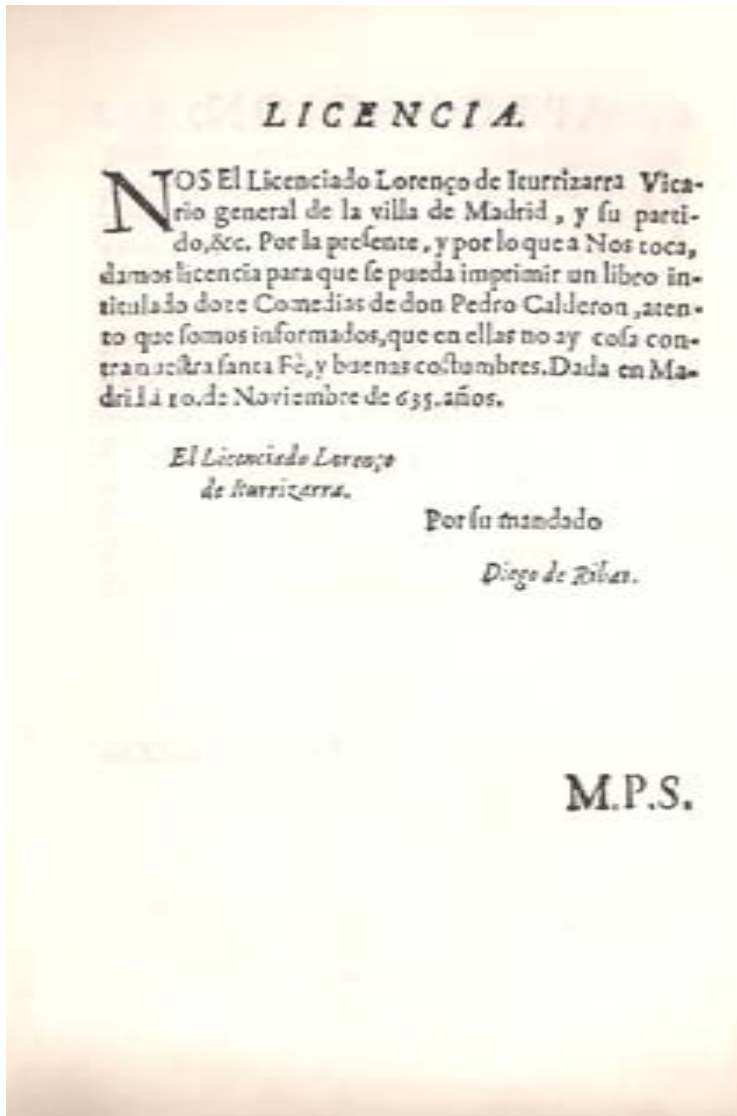 LICENCIA.
NOS El Licenciado Lorenço de Iturrizarra Vica-
rio general de la villa de Madrid, y ſu parti-
do,&c. Por la preſente, y por lo que a Nos toca,
damos licencia para que ſe pueda imprimir un libro in-
titulado doze Comedias de don Pedro Calderon, aten-
to que ſomos informados, que en ellas no ay coſa con-
tra nueſtra ſanta Fè, y buenas coſtumbres. Dada en Ma-
drid à 10. de Noviembre de 635. años.
El Licenciado Lorenço
de Iturrizarra.
Por ſu mandado
Diego de Ribas.
M.P.S.